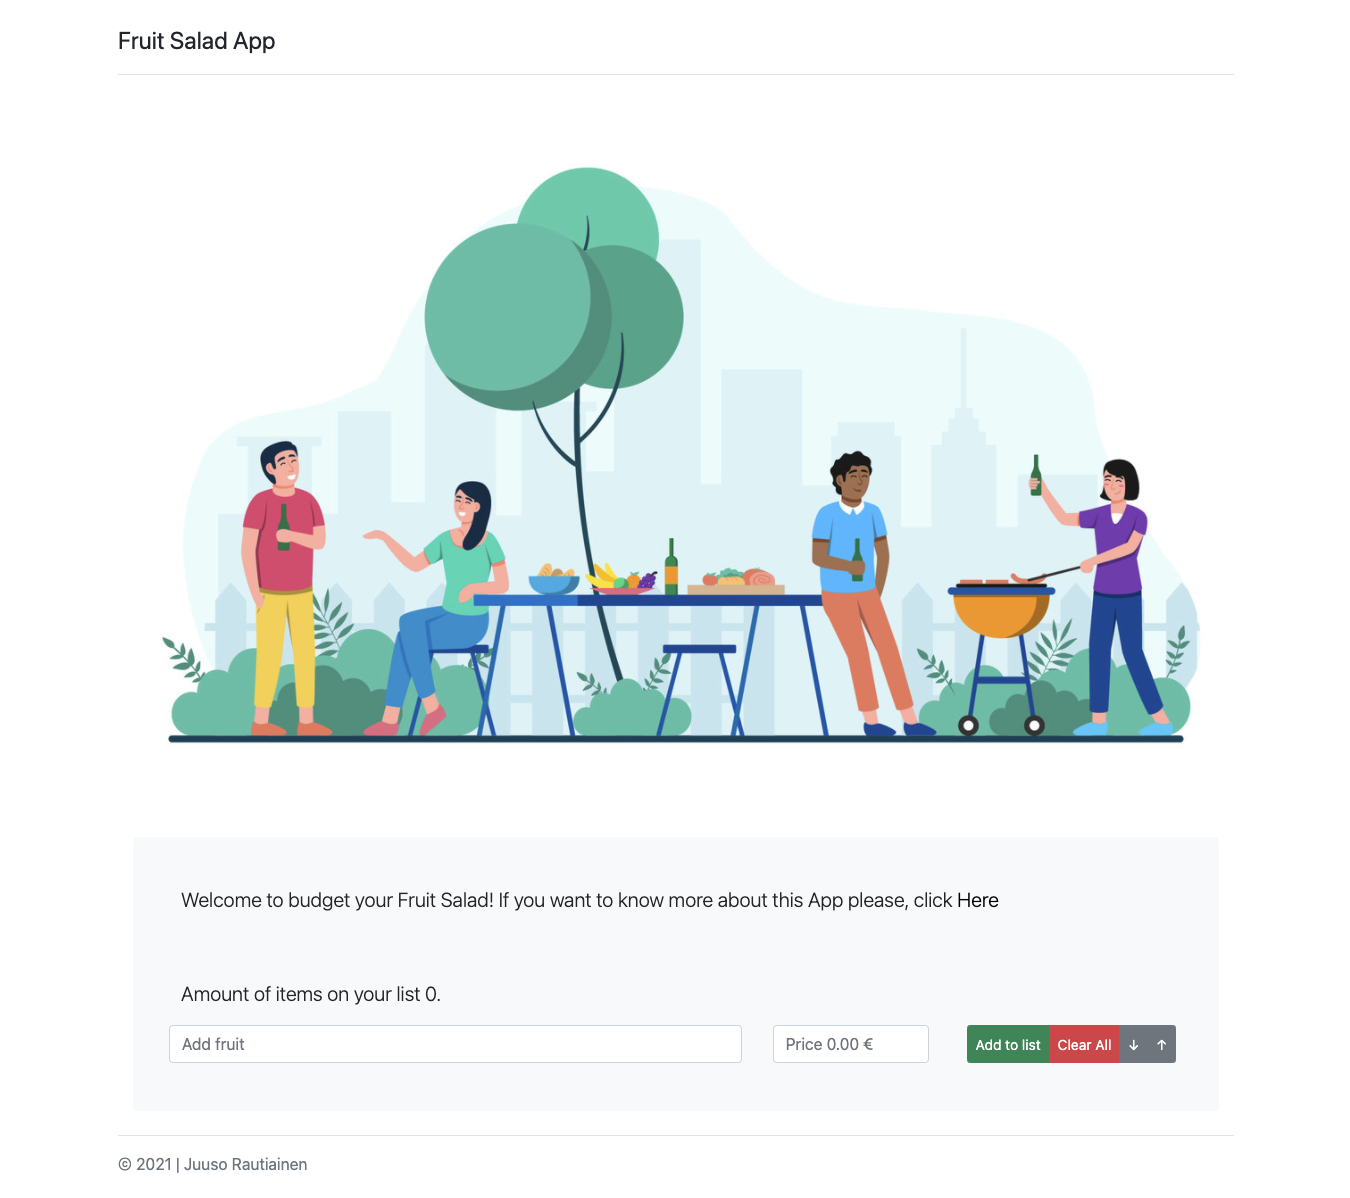 Fruit Salad App
Welcome to budget your Fruit Salad! If you want to know more about this App please, click Here
Amount of items on your list 0.
Add fruit
Price 0.00 €
Add to list
Clear All
↓
↑
© 2021 | Juuso Rautiainen